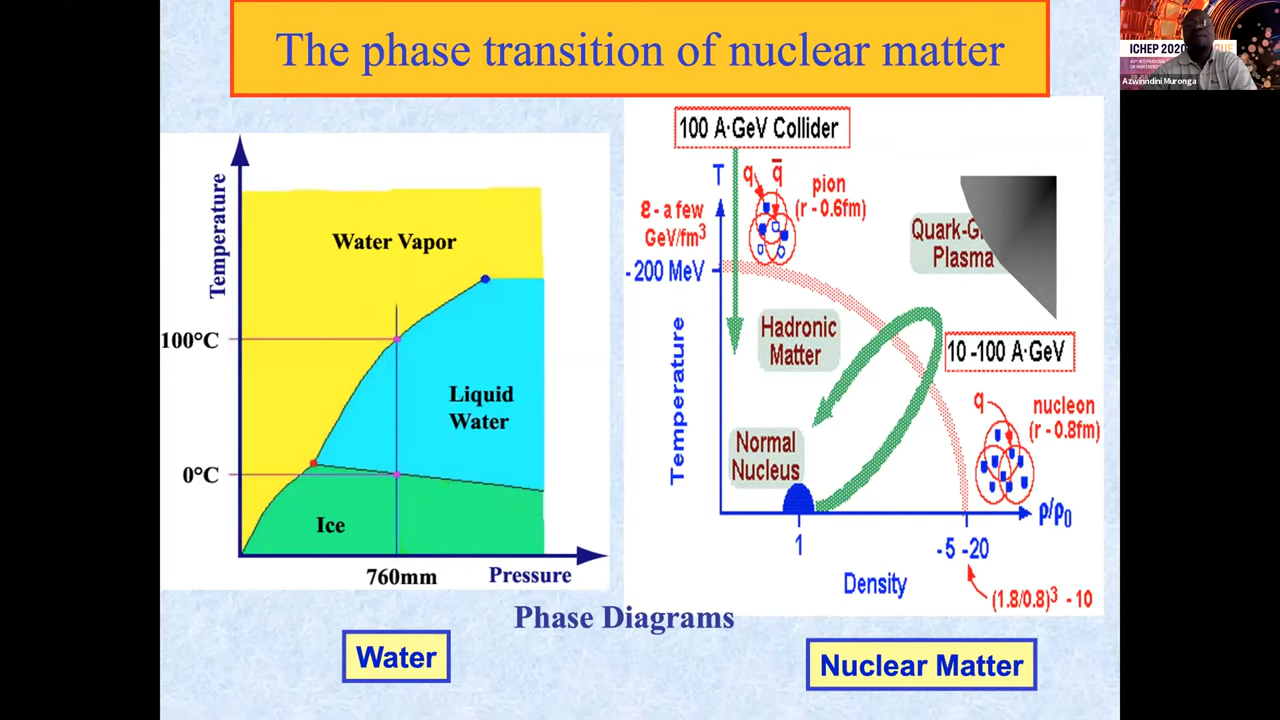 The phase transition of nuclear matter
ICHEP 2020
Azwinndini Muronga
Temperature
Water Vapor
100°C
Liquid
Water
0°C
Ice
760mm
Pressure
100 A·GeV Collider
T
q
q̄
pion
(r - 0.6fm)
ε - a few
GeV/fm³
-200 MeV
Quark-G
Plasma
Hadronic
Matter
10 -100 A·GeV
Temperature
q
nucleon
(r - 0.8fm)
Normal
Nucleus
ρ/ρ₀
1
-5 -20
Density
(1.8/0.8)³ - 10
Phase Diagrams
Water
Nuclear Matter